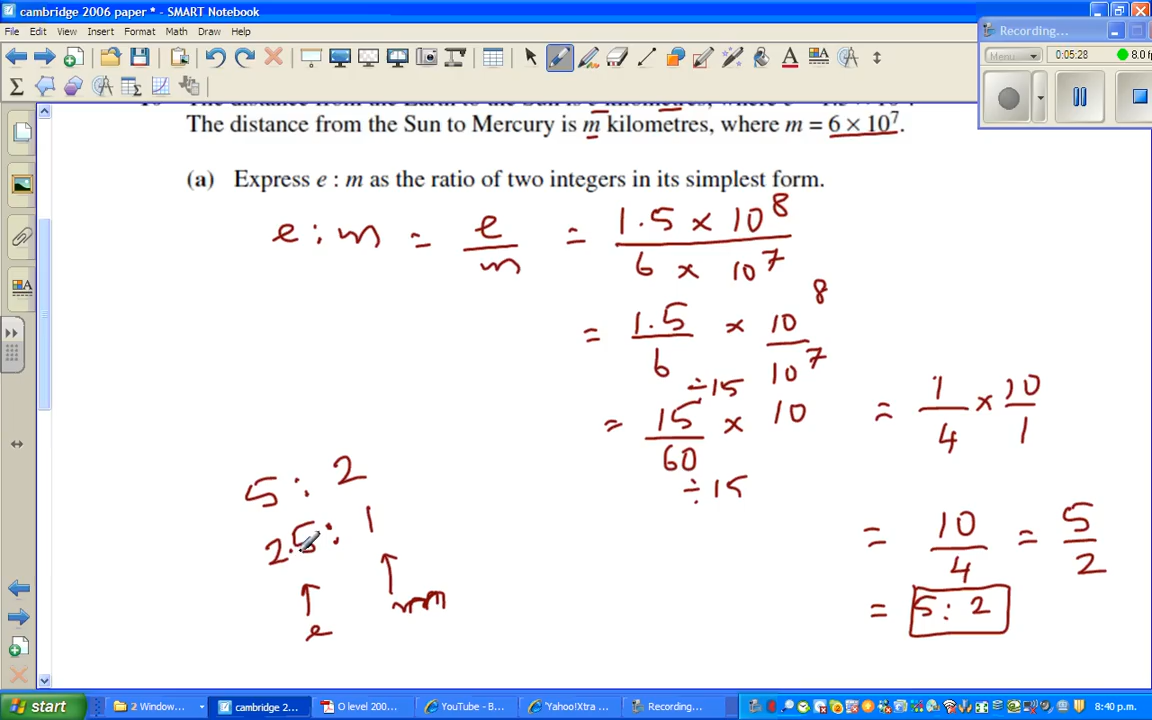 cambridge 2006 paper * - SMART Notebook
Recording...
File Edit View Insert Format Tools Draw Help
Menu 00:05:28 8.0
The distance from the Sun to Mercury is m kilometres, where m = 6 × 10⁷.
(a) Express e : m as the ratio of two integers in its simplest form.
e : m = e/m = 1.5 × 10⁸ / 6 × 10⁷
= 1.5/6 × 10⁸/10⁷
= 15/60 × 10
÷15
÷15
= 1/4 × 10/1
= 10/4 = 5/2
= 5 : 2
5 : 2
2.5 : 1
e
m
start 2 Window... cambridge 2... O level 200... YouTube - B... Yahoo!Xtra ... Recording... 8:40 p.m.